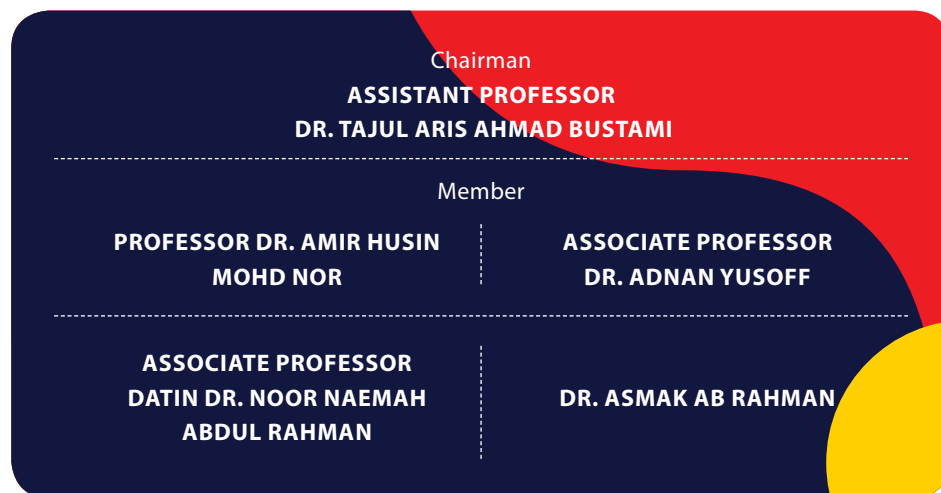 Chairman
ASSISTANT PROFESSOR
DR. TAJUL ARIS AHMAD BUSTAMI
Member
PROFESSOR DR. AMIR HUSIN
MOHD NOR
ASSOCIATE PROFESSOR
DR. ADNAN YUSOFF
ASSOCIATE PROFESSOR
DATIN DR. NOOR NAEMAH
ABDUL RAHMAN
DR. ASMAK AB RAHMAN